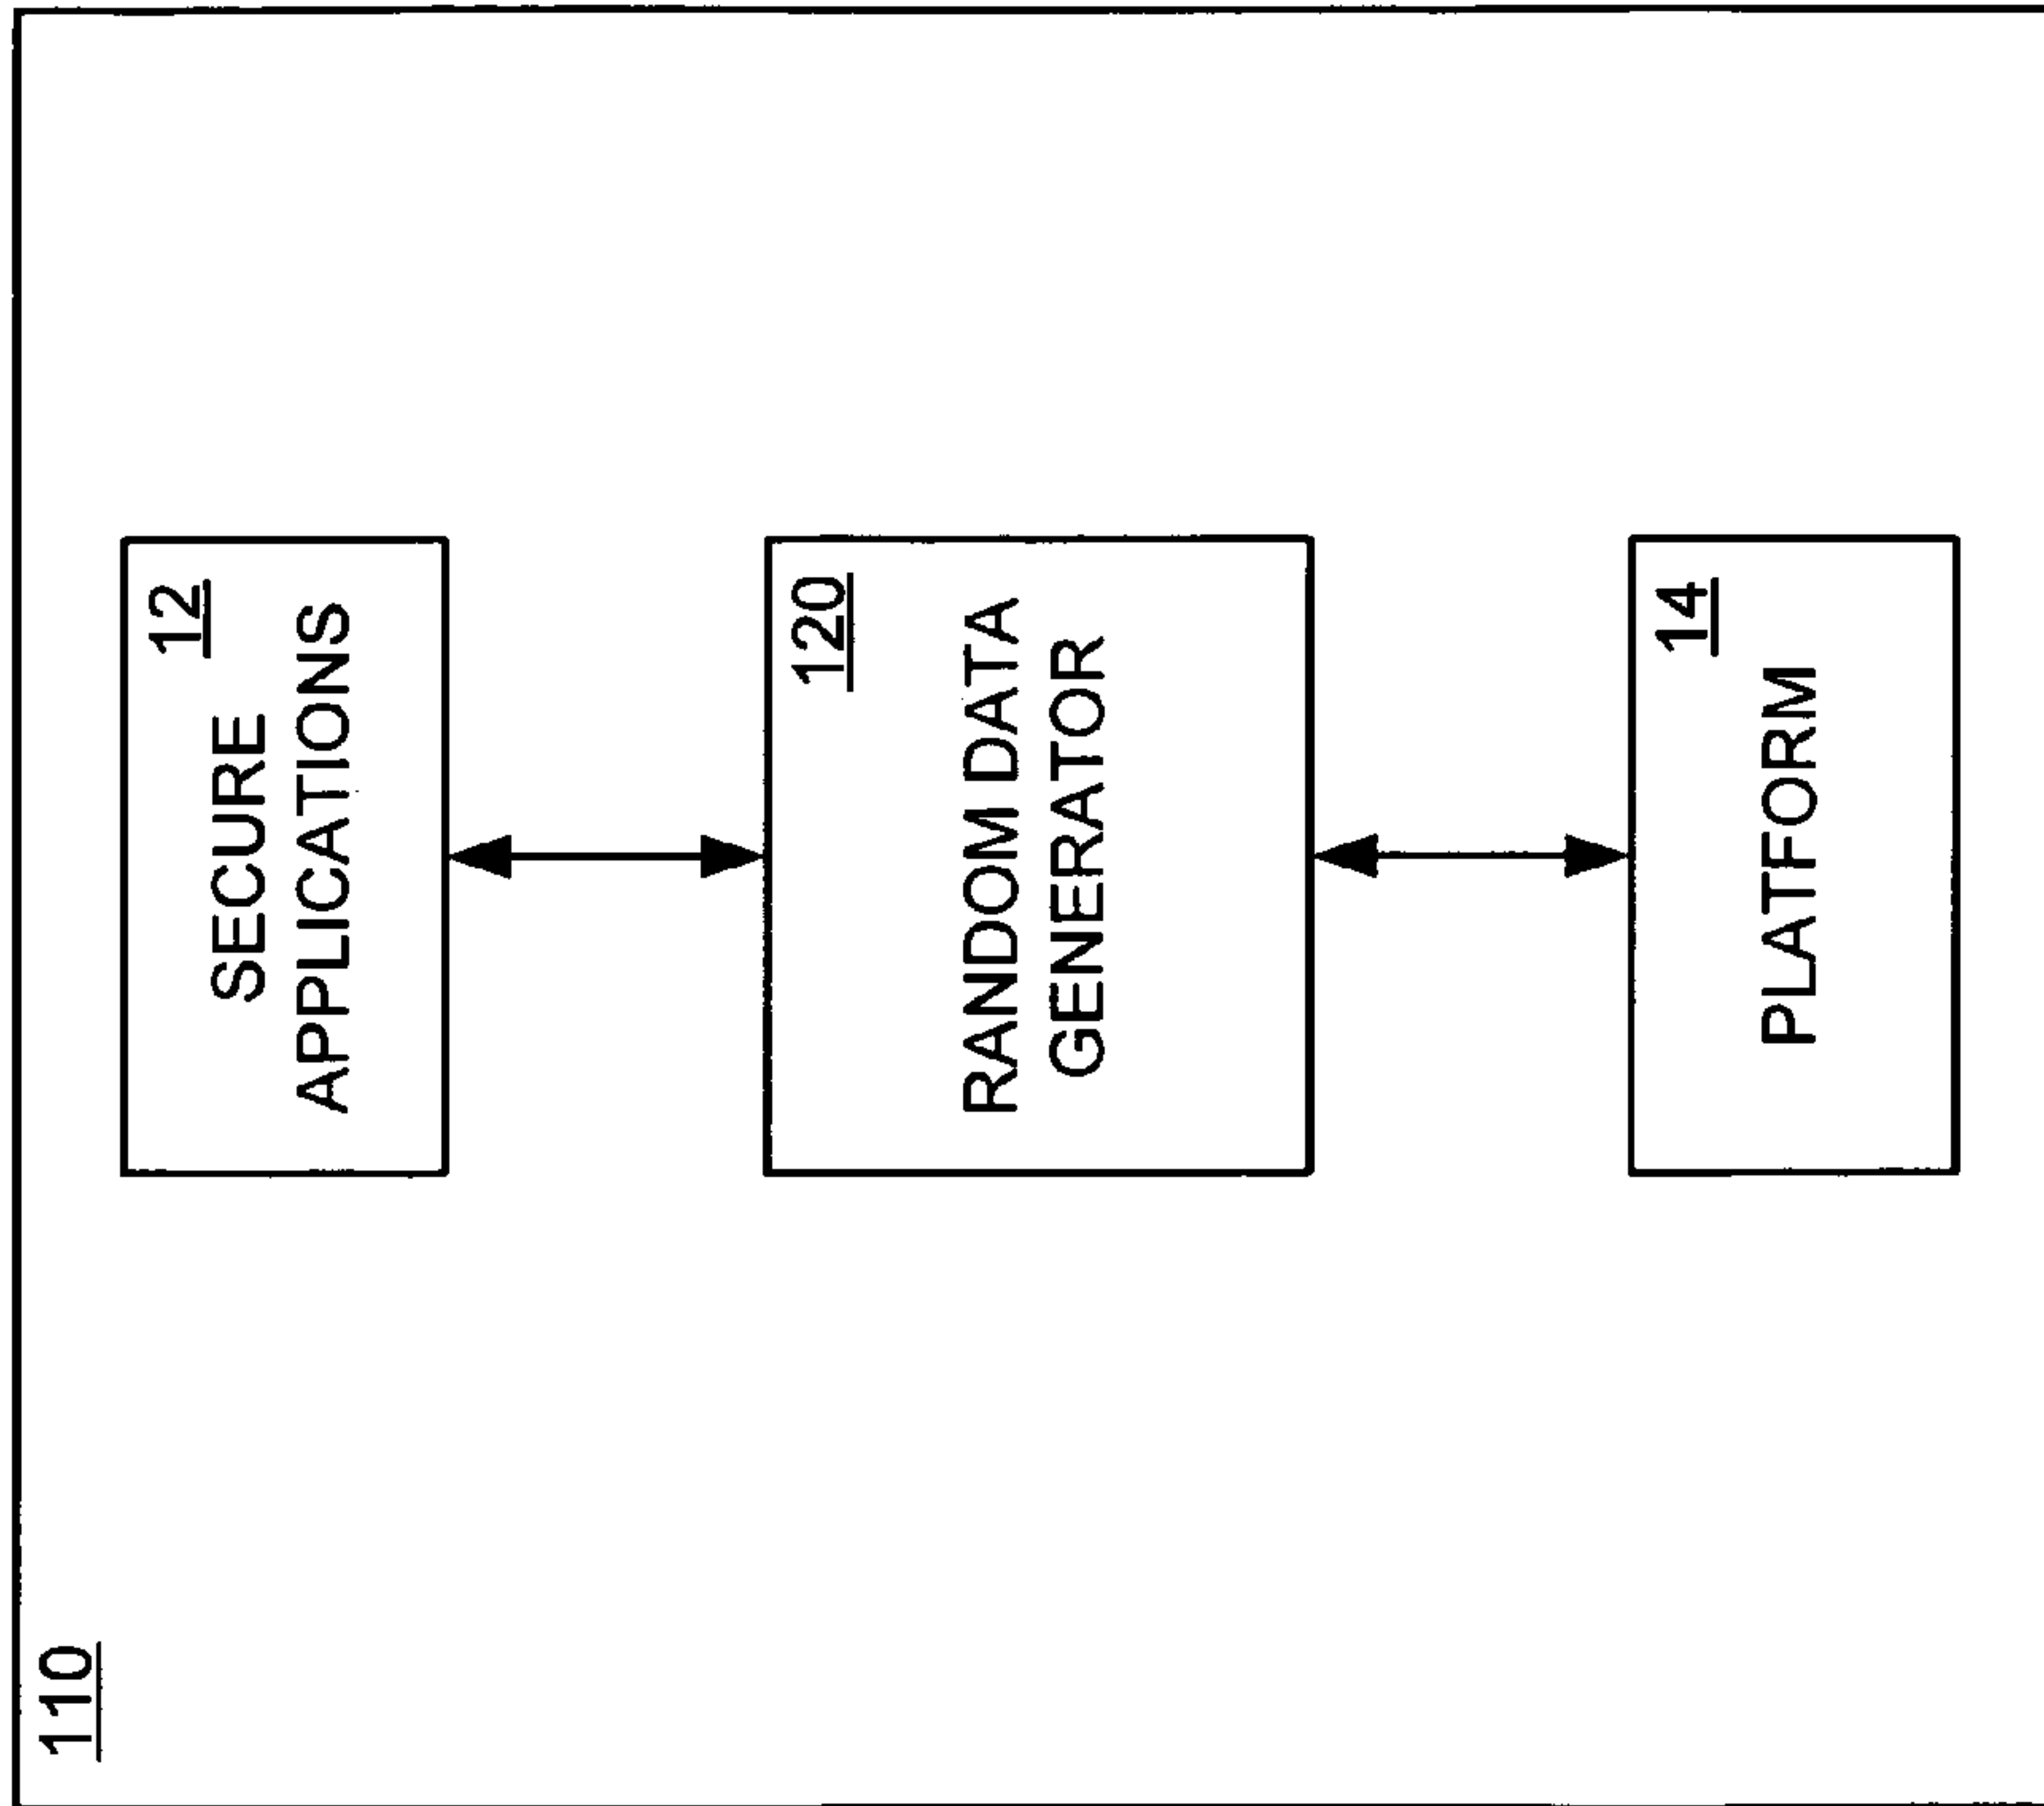 110
12
SECURE
APPLICATIONS
120
RANDOM DATA
GENERATOR
14
PLATFORM